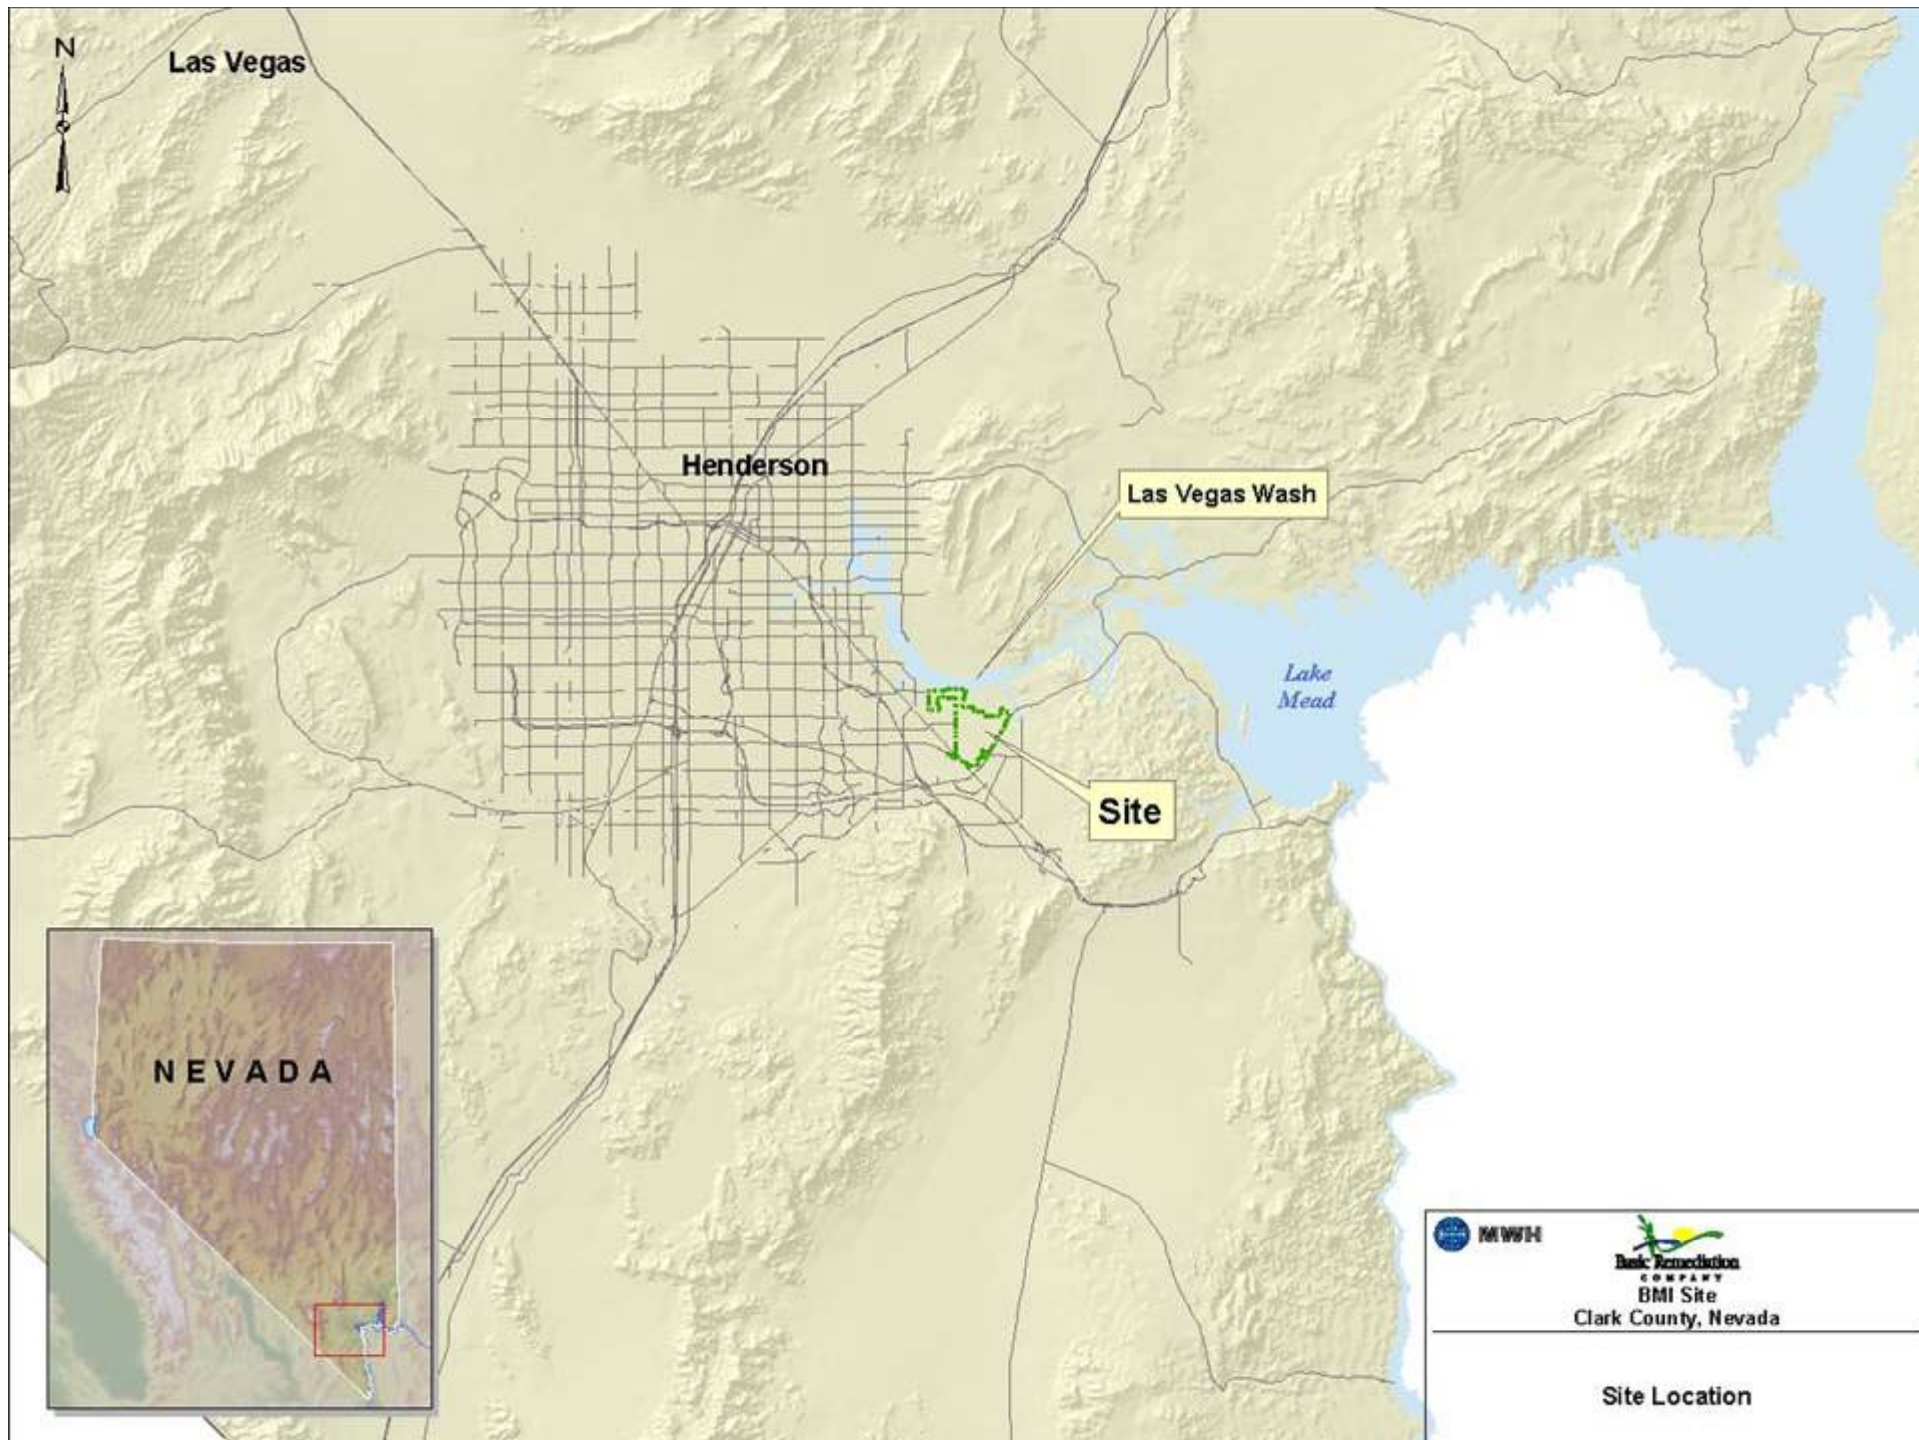 N
Las Vegas
Henderson
Las Vegas Wash
Lake
Mead
Site
NEVADA
MWH
Basic Remediation
COMPANY
BMI Site
Clark County, Nevada
Site Location